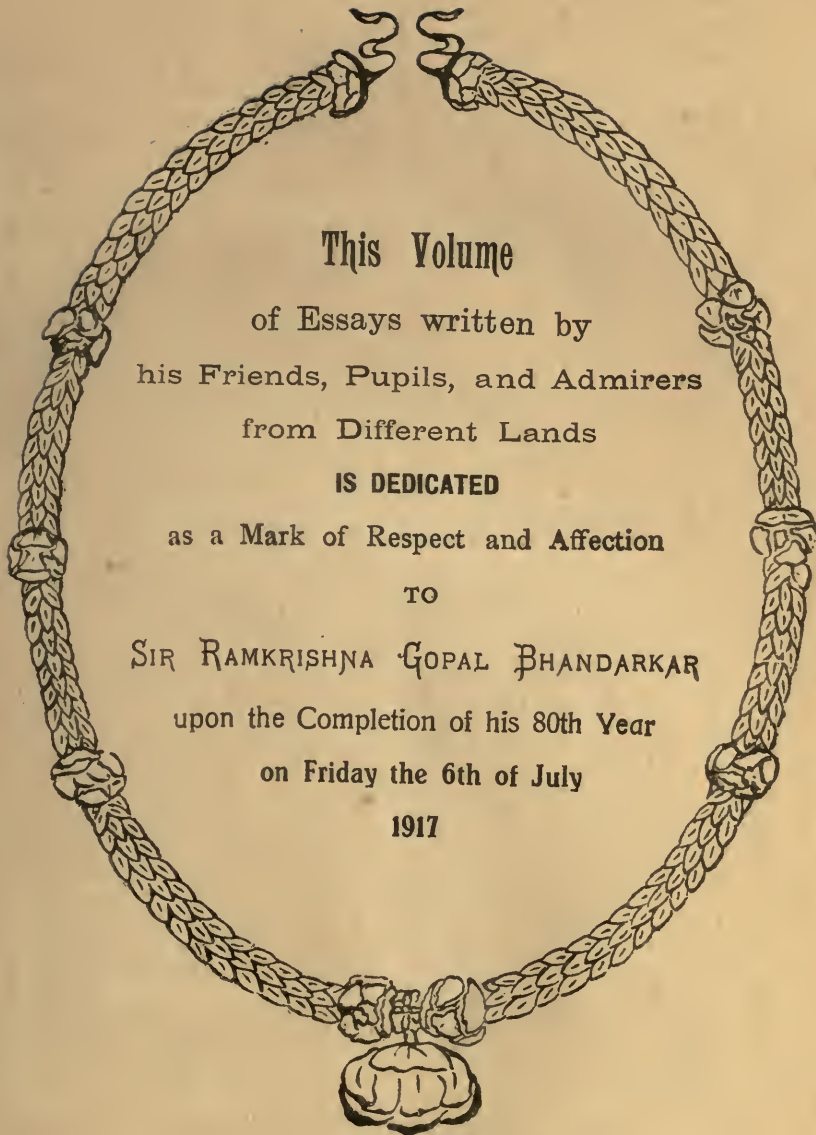 This Volume
of Essays written by
his Friends, Pupils, and Admirers
from Different Lands
IS DEDICATED
as a Mark of Respect and Affection
TO
SIR RAMKRISHNA GOPAL BHANDARKAR
upon the Completion of his 80th Year
on Friday the 6th of July
1917